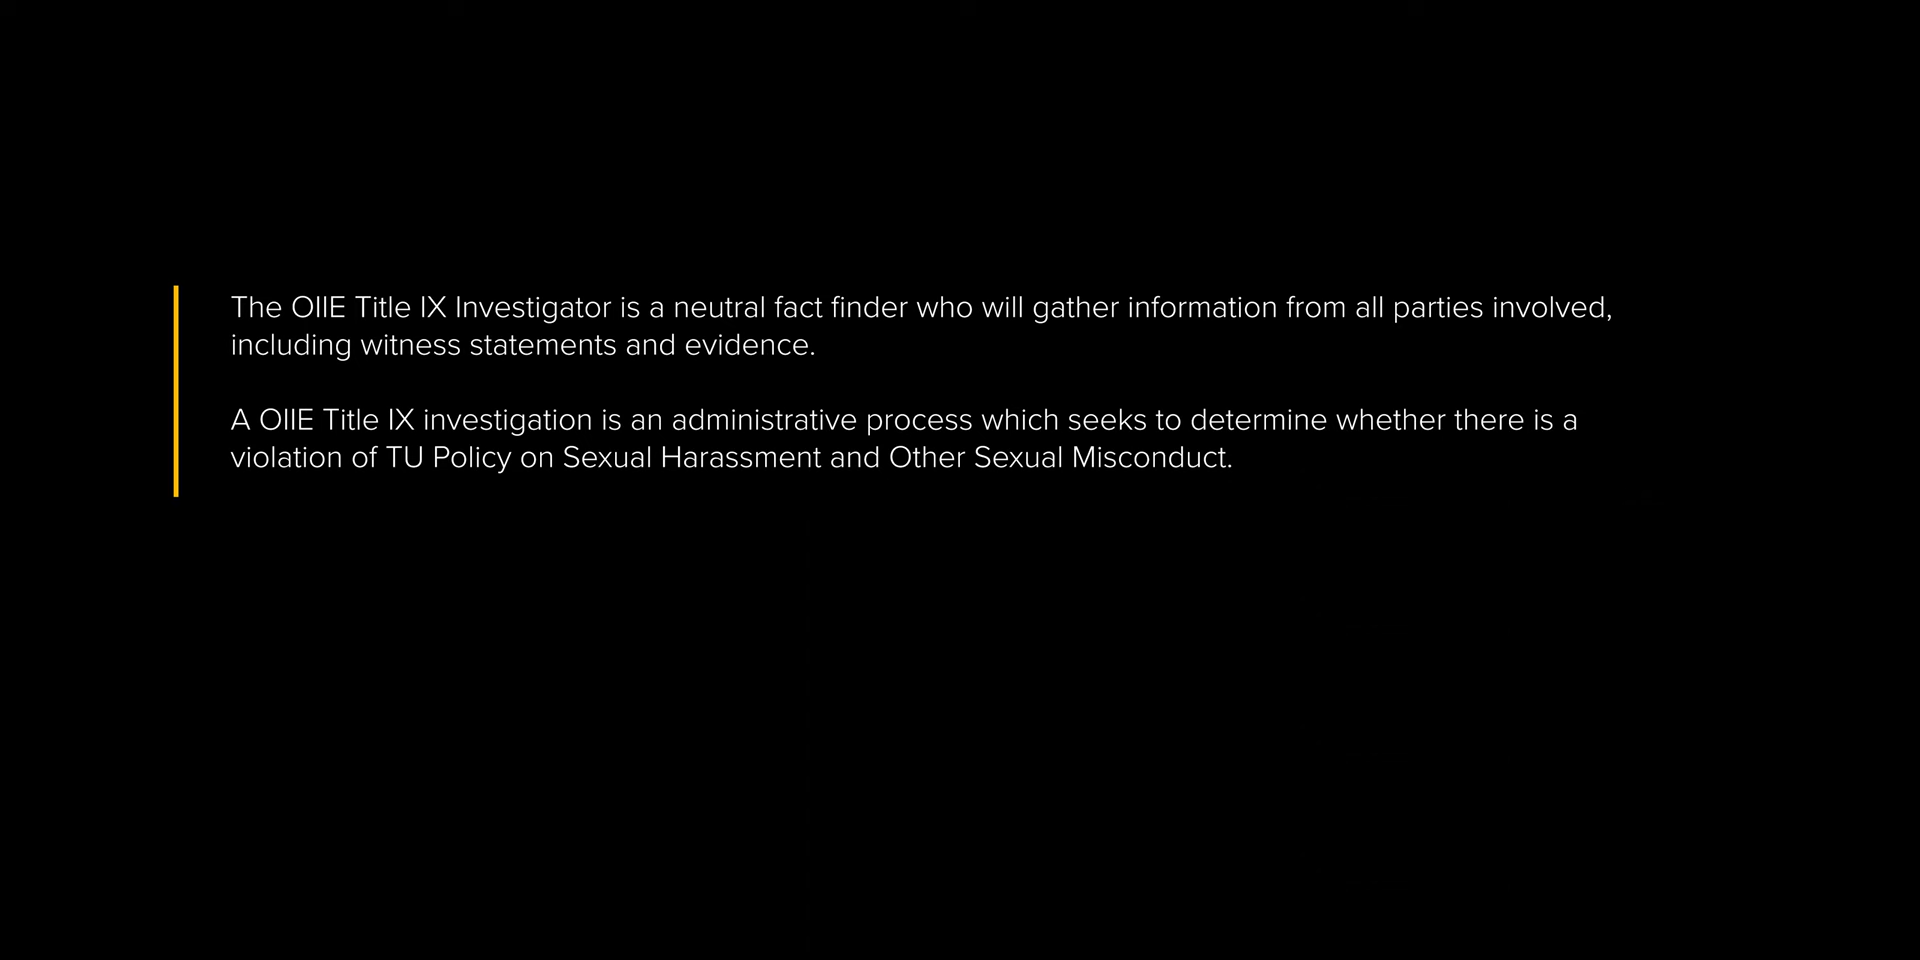 The OIIE Title IX Investigator is a neutral fact finder who will gather information from all parties involved,
including witness statements and evidence.
A OIIE Title IX investigation is an administrative process which seeks to determine whether there is a
violation of TU Policy on Sexual Harassment and Other Sexual Misconduct.